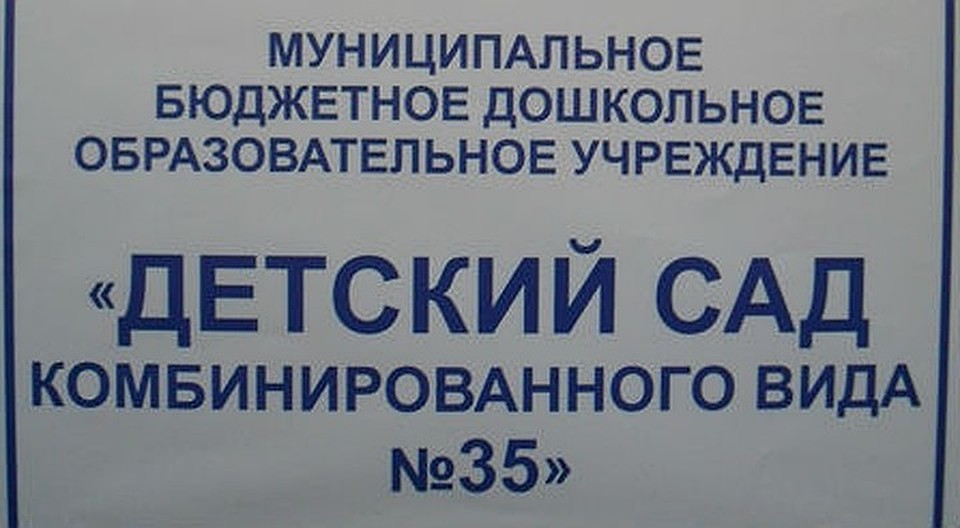 МУНИЦИПАЛЬНОЕ
БЮДЖЕТНОЕ ДОШКОЛЬНОЕ
ОБРАЗОВАТЕЛЬНОЕ УЧРЕЖДЕНИЕ
«ДЕТСКИЙ САД
КОМБИНИРОВАННОГО ВИДА
№35»